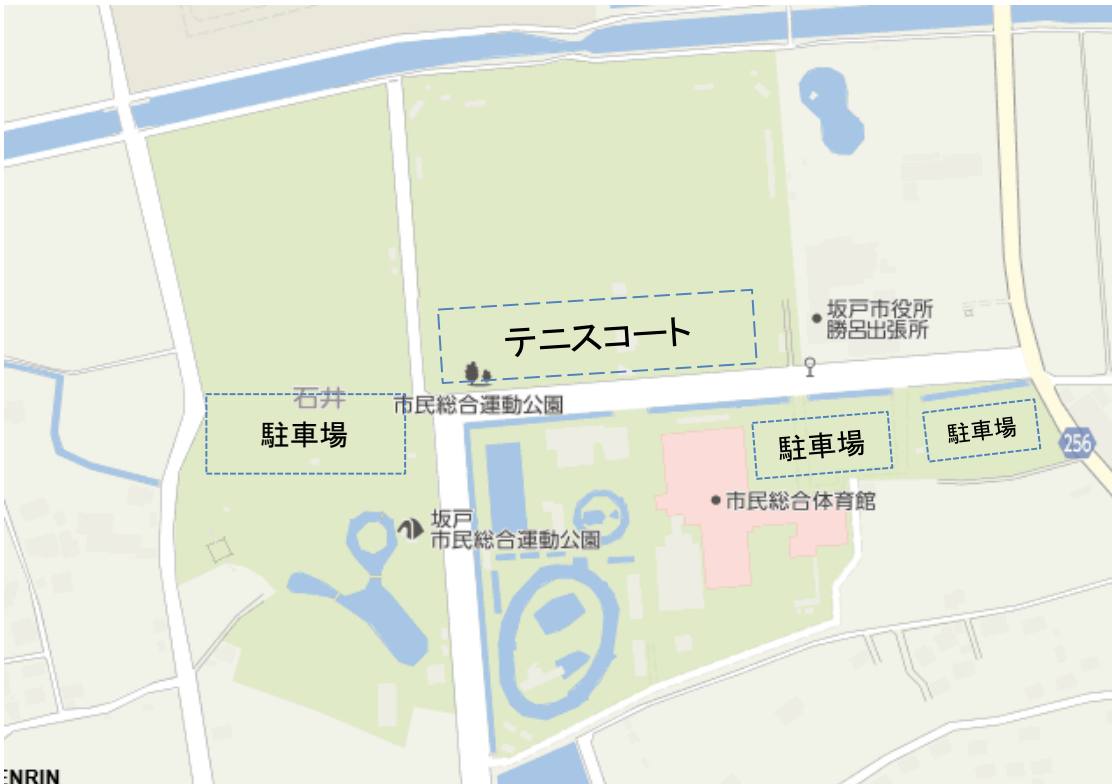 坂戸市役所
勝呂出張所
テニスコート
石井
市民総合運動公園
駐車場
駐車場
駐車場
256
市民総合体育館
坂戸
市民総合運動公園
ENRIN